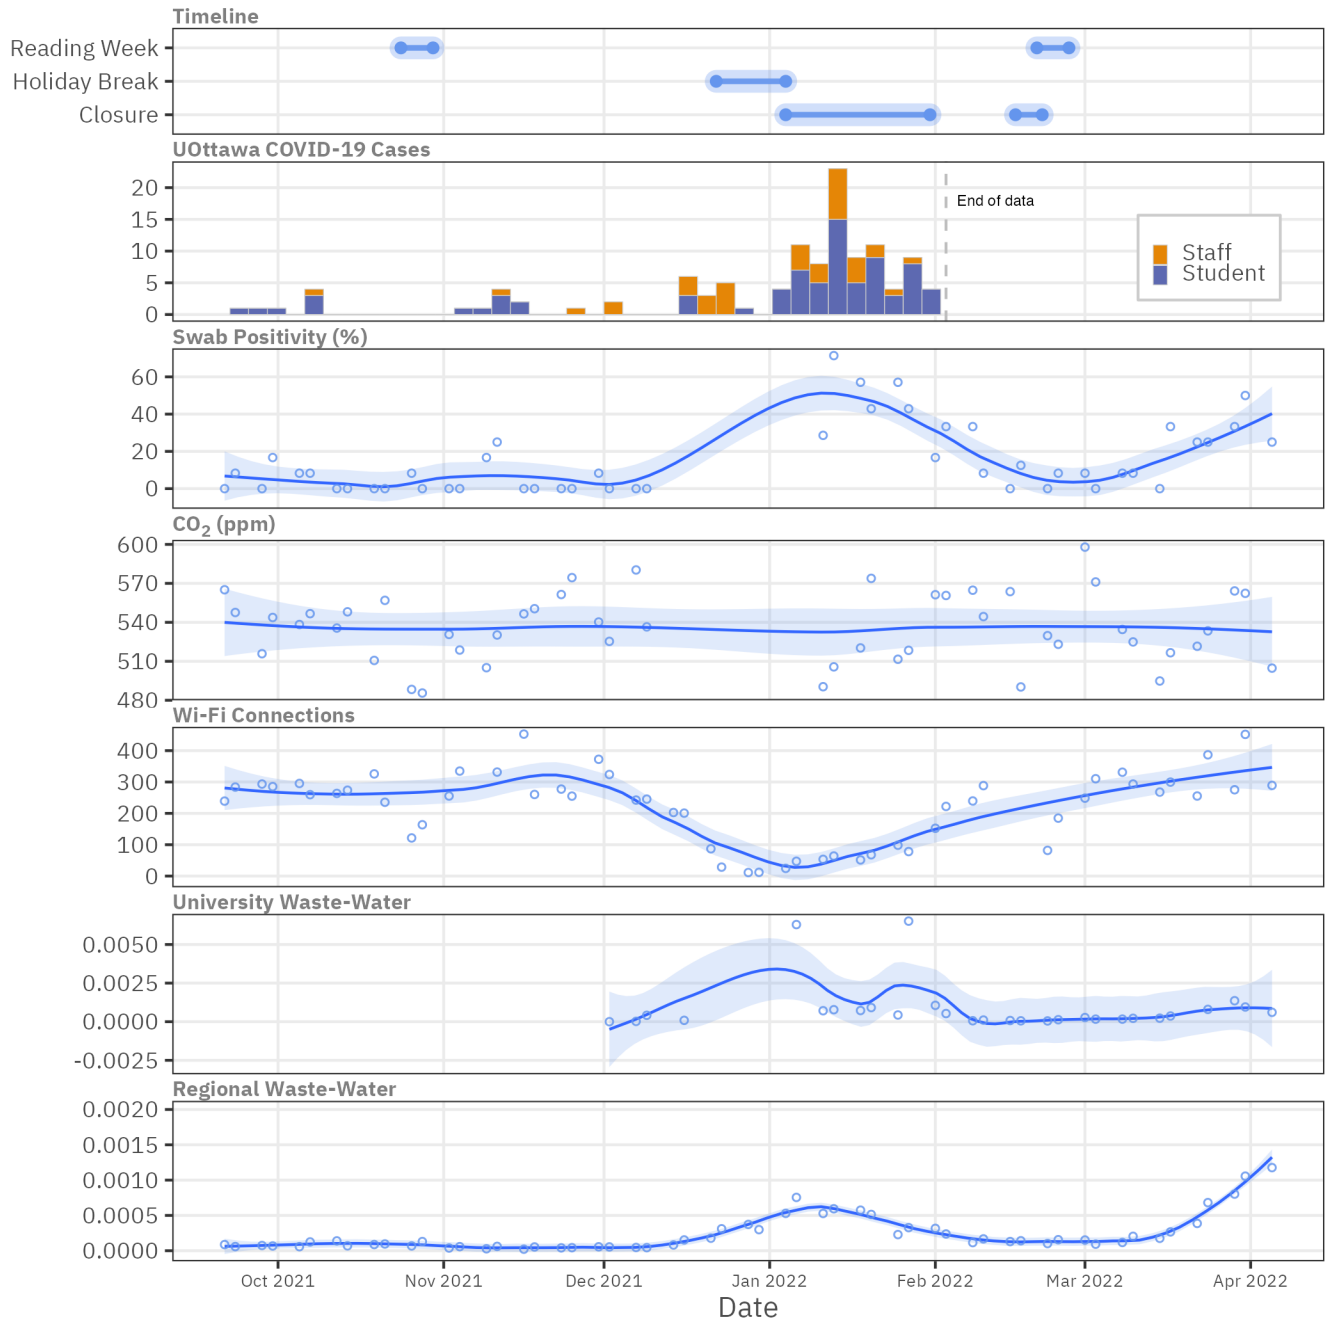 Timeline
Reading Week
Holiday Break
Closure
UOttawa COVID-19 Cases
20
15
10
5
0
End of data
Staff
Student
Swab Positivity (%)
60
40
20
0
CO2 (ppm)
600
570
540
510
480
Wi-Fi Connections
400
300
200
100
0
University Waste-Water
0.0050
0.0025
0.0000
-0.0025
Regional Waste-Water
0.0020
0.0015
0.0010
0.0005
0.0000
Oct 2021 Nov 2021 Dec 2021 Jan 2022 Feb 2022 Mar 2022 Apr 2022
Date